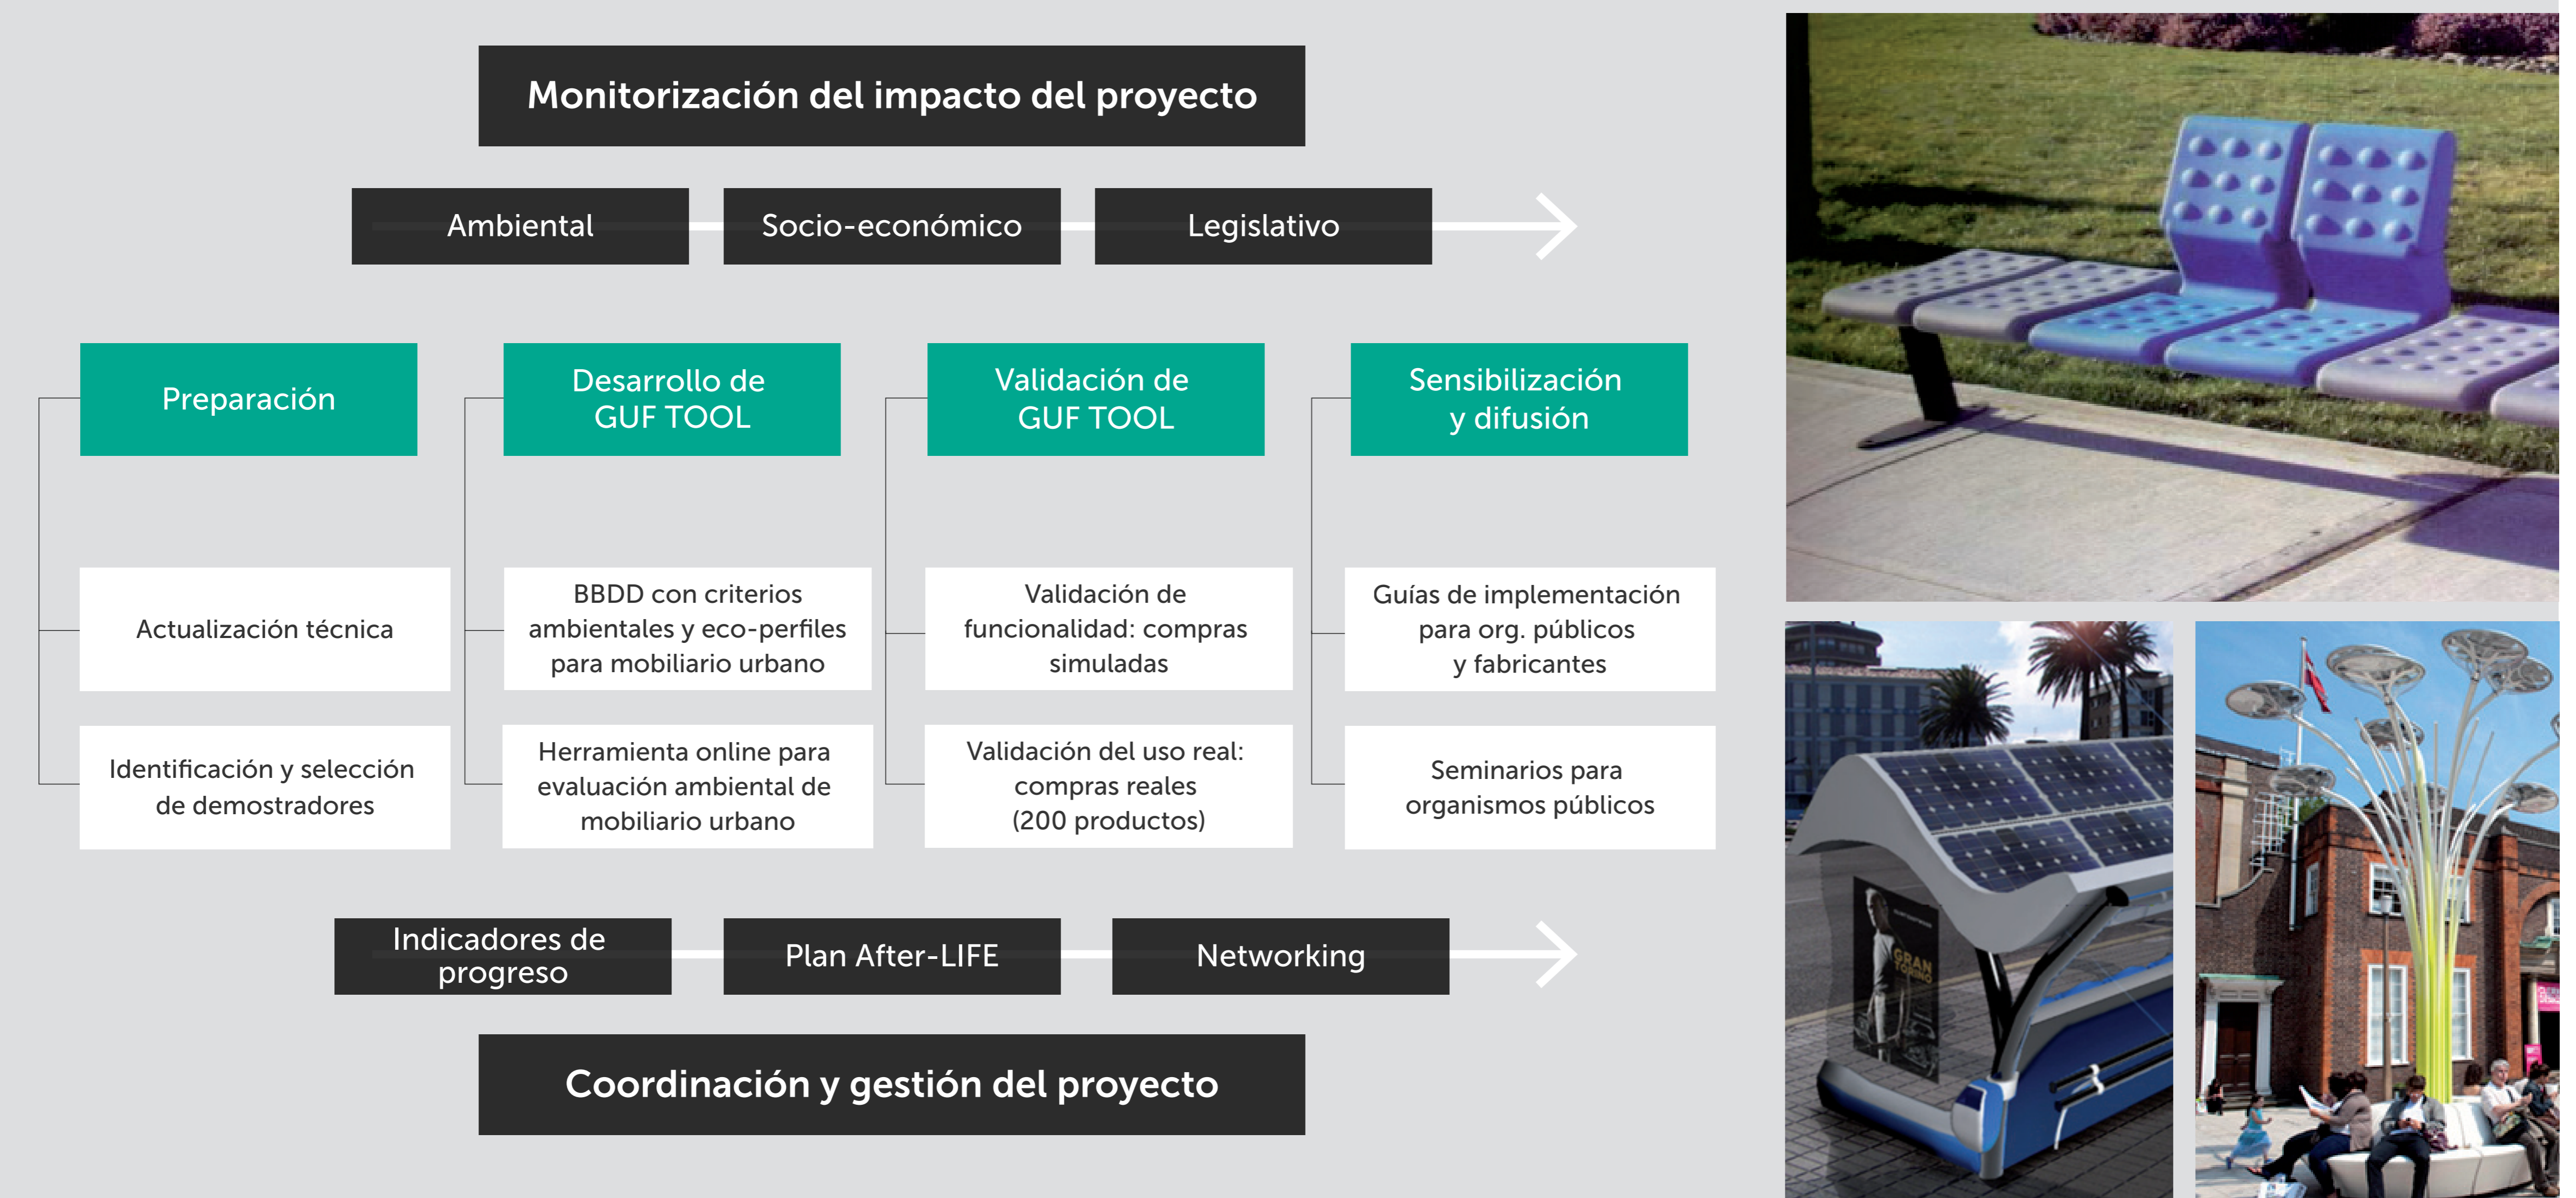 Monitorización del impacto del proyecto
Ambiental
Socio-económico
Legislativo
Preparación
Actualización técnica
Identificación y selección
de demostradores
Desarrollo de
GUF TOOL
BBDD con criterios
ambientales y eco-perfiles
para mobiliario urbano
Herramienta online para
evaluación ambiental de
mobiliario urbano
Validación de
GUF TOOL
Validación de
funcionalidad: compras
simuladas
Validación del uso real:
compras reales
(200 productos)
Sensibilización
y difusión
Guías de implementación
para org. públicos
y fabricantes
Seminarios para
organismos públicos
Indicadores de
progreso
Plan After-LIFE
Networking
Coordinación y gestión del proyecto
GRAN
TORINO